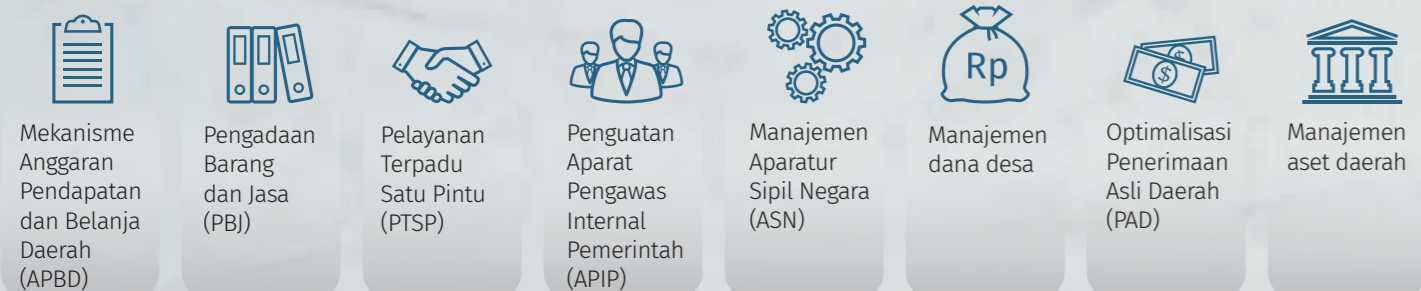 Mekanisme
Anggaran
Pendapatan
dan Belanja
Daerah
(APBD)
Pengadaan
Barang
dan Jasa
(PBJ)
Pelayanan
Terpadu
Satu Pintu
(PTSP)
Penguatan
Aparat
Pengawas
Internal
Pemerintah
(APIP)
Manajemen
Aparatur
Sipil Negara
(ASN)
Rp
Manajemen
dana desa
$
$
Optimalisasi
Penerimaan
Asli Daerah
(PAD)
Manajemen
aset daerah